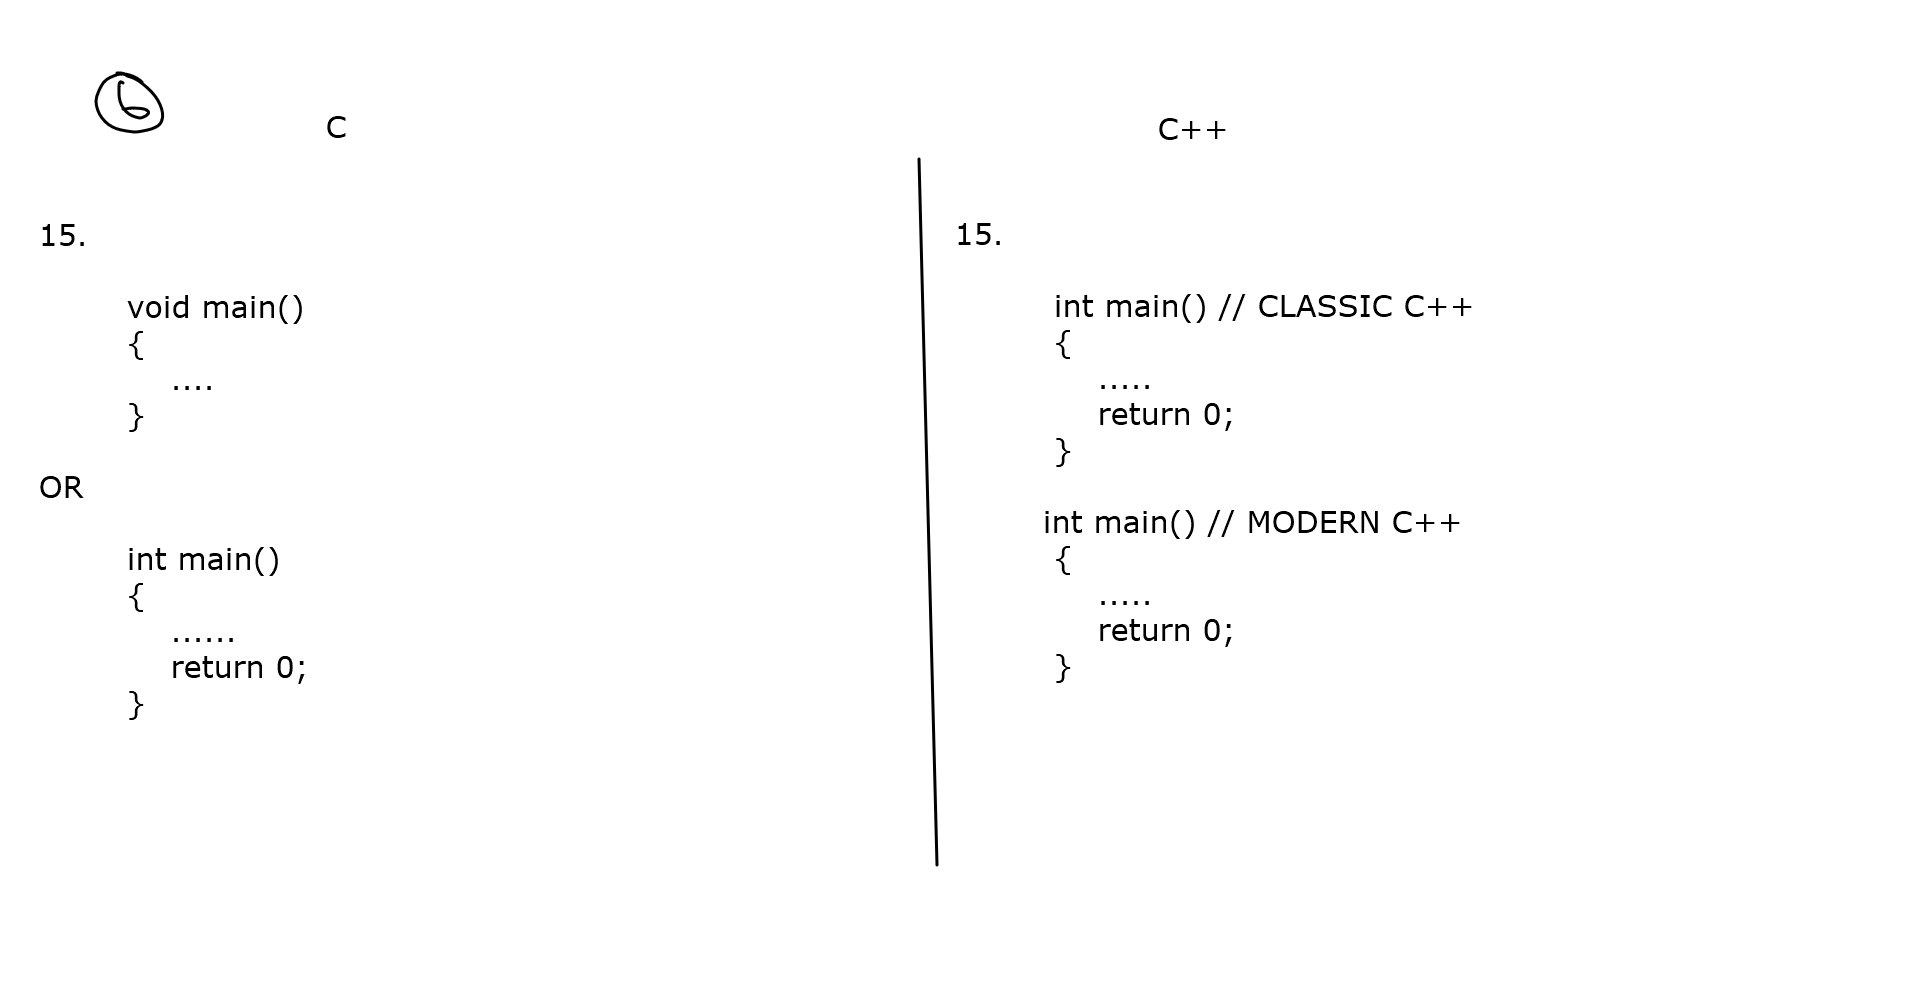 6
C
C++
15.
void main()
{
....
}
OR
int main()
{
......
return 0;
}
15.
int main() // CLASSIC C++
{
.....
return 0;
}
int main() // MODERN C++
{
.....
return 0;
}